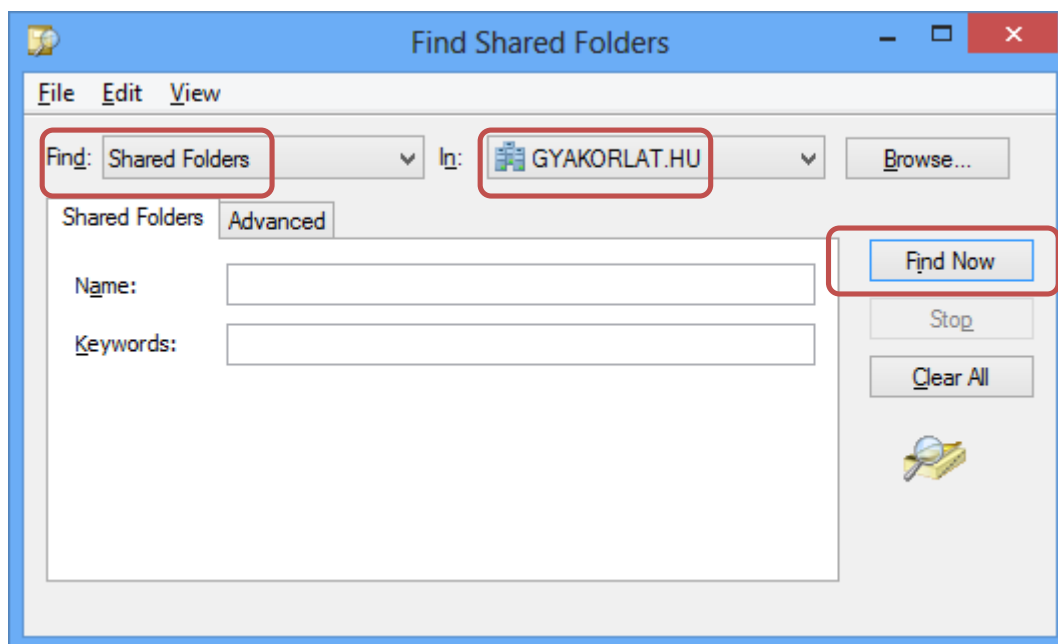 Find Shared Folders
File Edit View
Find: Shared Folders In: GYAKORLAT.HU Browse...
Shared Folders Advanced
Name:
Keywords:
Find Now
Stop
Clear All